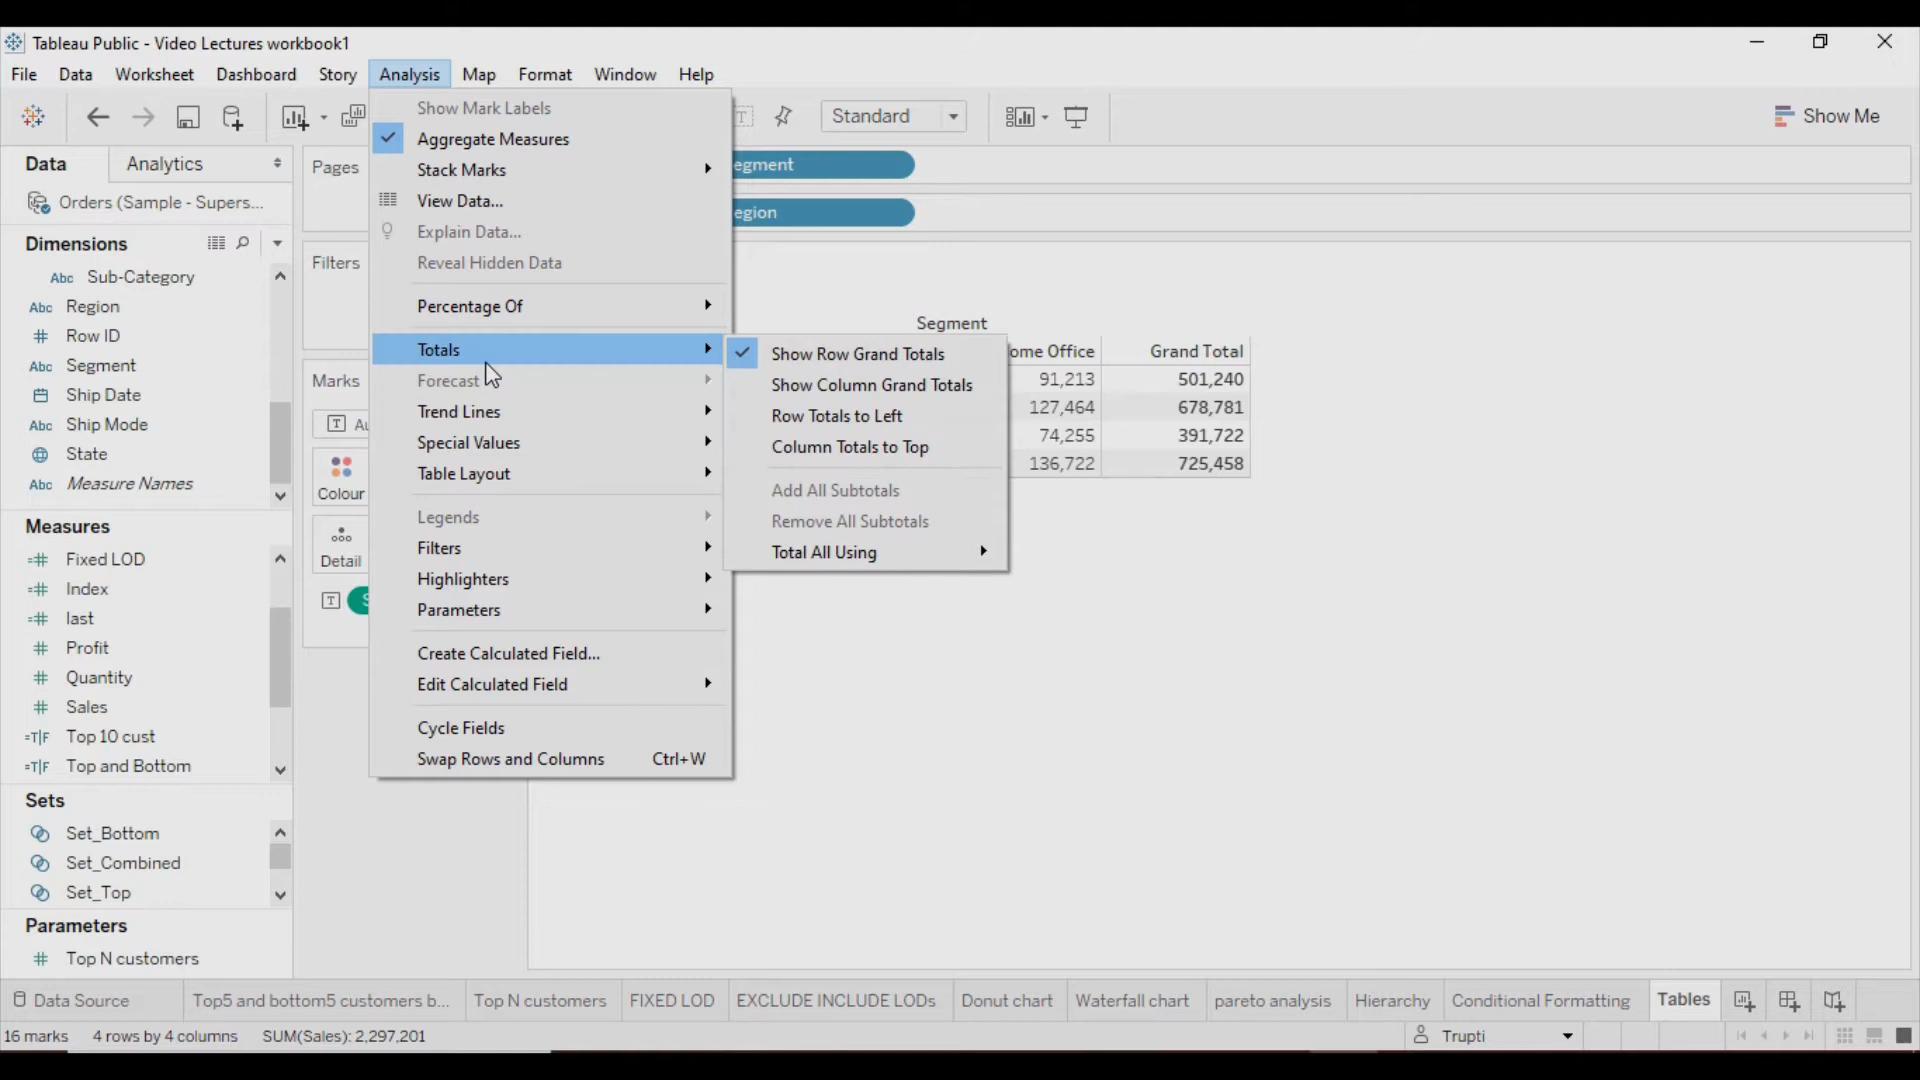 Tableau Public - Video Lectures workbook1
File Data Worksheet Dashboard Story Analysis Map Format Window Help
Standard
Show Me
Data
Analytics
Orders (Sample - Supers...
Dimensions
Abc Sub-Category
Abc Region
Row ID
Abc Segment
Ship Date
Abc Ship Mode
State
Abc Measure Names
Measures
=# Fixed LOD
=# Index
=# last
# Profit
# Quantity
# Sales
=T|F Top 10 cust
=T|F Top and Bottom
Sets
Set_Bottom
Set_Combined
Set_Top
Parameters
# Top N customers
Pages
Filters
Marks
T Au
Colour
Detail
T S
Show Mark Labels
Aggregate Measures
Stack Marks
View Data...
Explain Data...
Reveal Hidden Data
Percentage Of
Totals
Forecast
Trend Lines
Special Values
Table Layout
Legends
Filters
Highlighters
Parameters
Create Calculated Field...
Edit Calculated Field
Cycle Fields
Swap Rows and Columns Ctrl+W
Show Row Grand Totals
Show Column Grand Totals
Row Totals to Left
Column Totals to Top
Add All Subtotals
Remove All Subtotals
Total All Using
egment
egion
Segment
ome Office Grand Total
91,213 501,240
127,464 678,781
74,255 391,722
136,722 725,458
Data Source Top5 and bottom5 customers b... Top N customers FIXED LOD EXCLUDE INCLUDE LODs Donut chart Waterfall chart pareto analysis Hierarchy Conditional Formatting Tables
16 marks 4 rows by 4 columns SUM(Sales): 2,297,201
Trupti